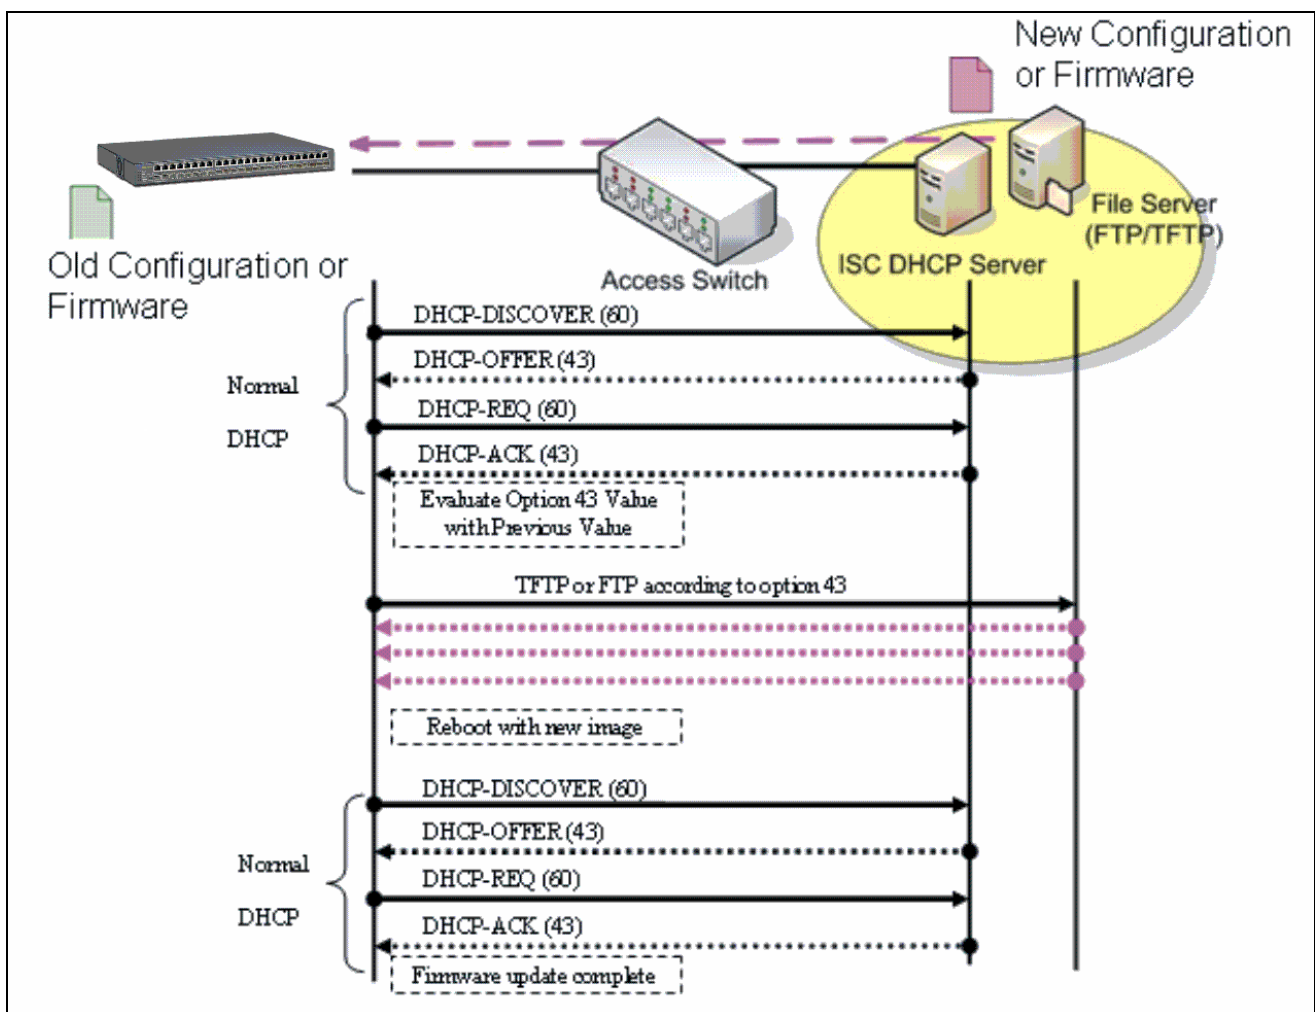 New Configuration
or Firmware
File Server
(FTP/TFTP)
ISC DHCP Server
Access Switch
Old Configuration or
Firmware
DHCP-DISCOVER (60)
DHCP-OFFER (43)
Normal
DHCP-REQ (60)
DHCP
DHCP-ACK (43)
Evaluate Option 43 Value
with Previous Value
TFTP or FTP according to option 43
Reboot with new image
DHCP-DISCOVER (60)
DHCP-OFFER (43)
Normal
DHCP-REQ (60)
DHCP
DHCP-ACK (43)
Firmware update complete